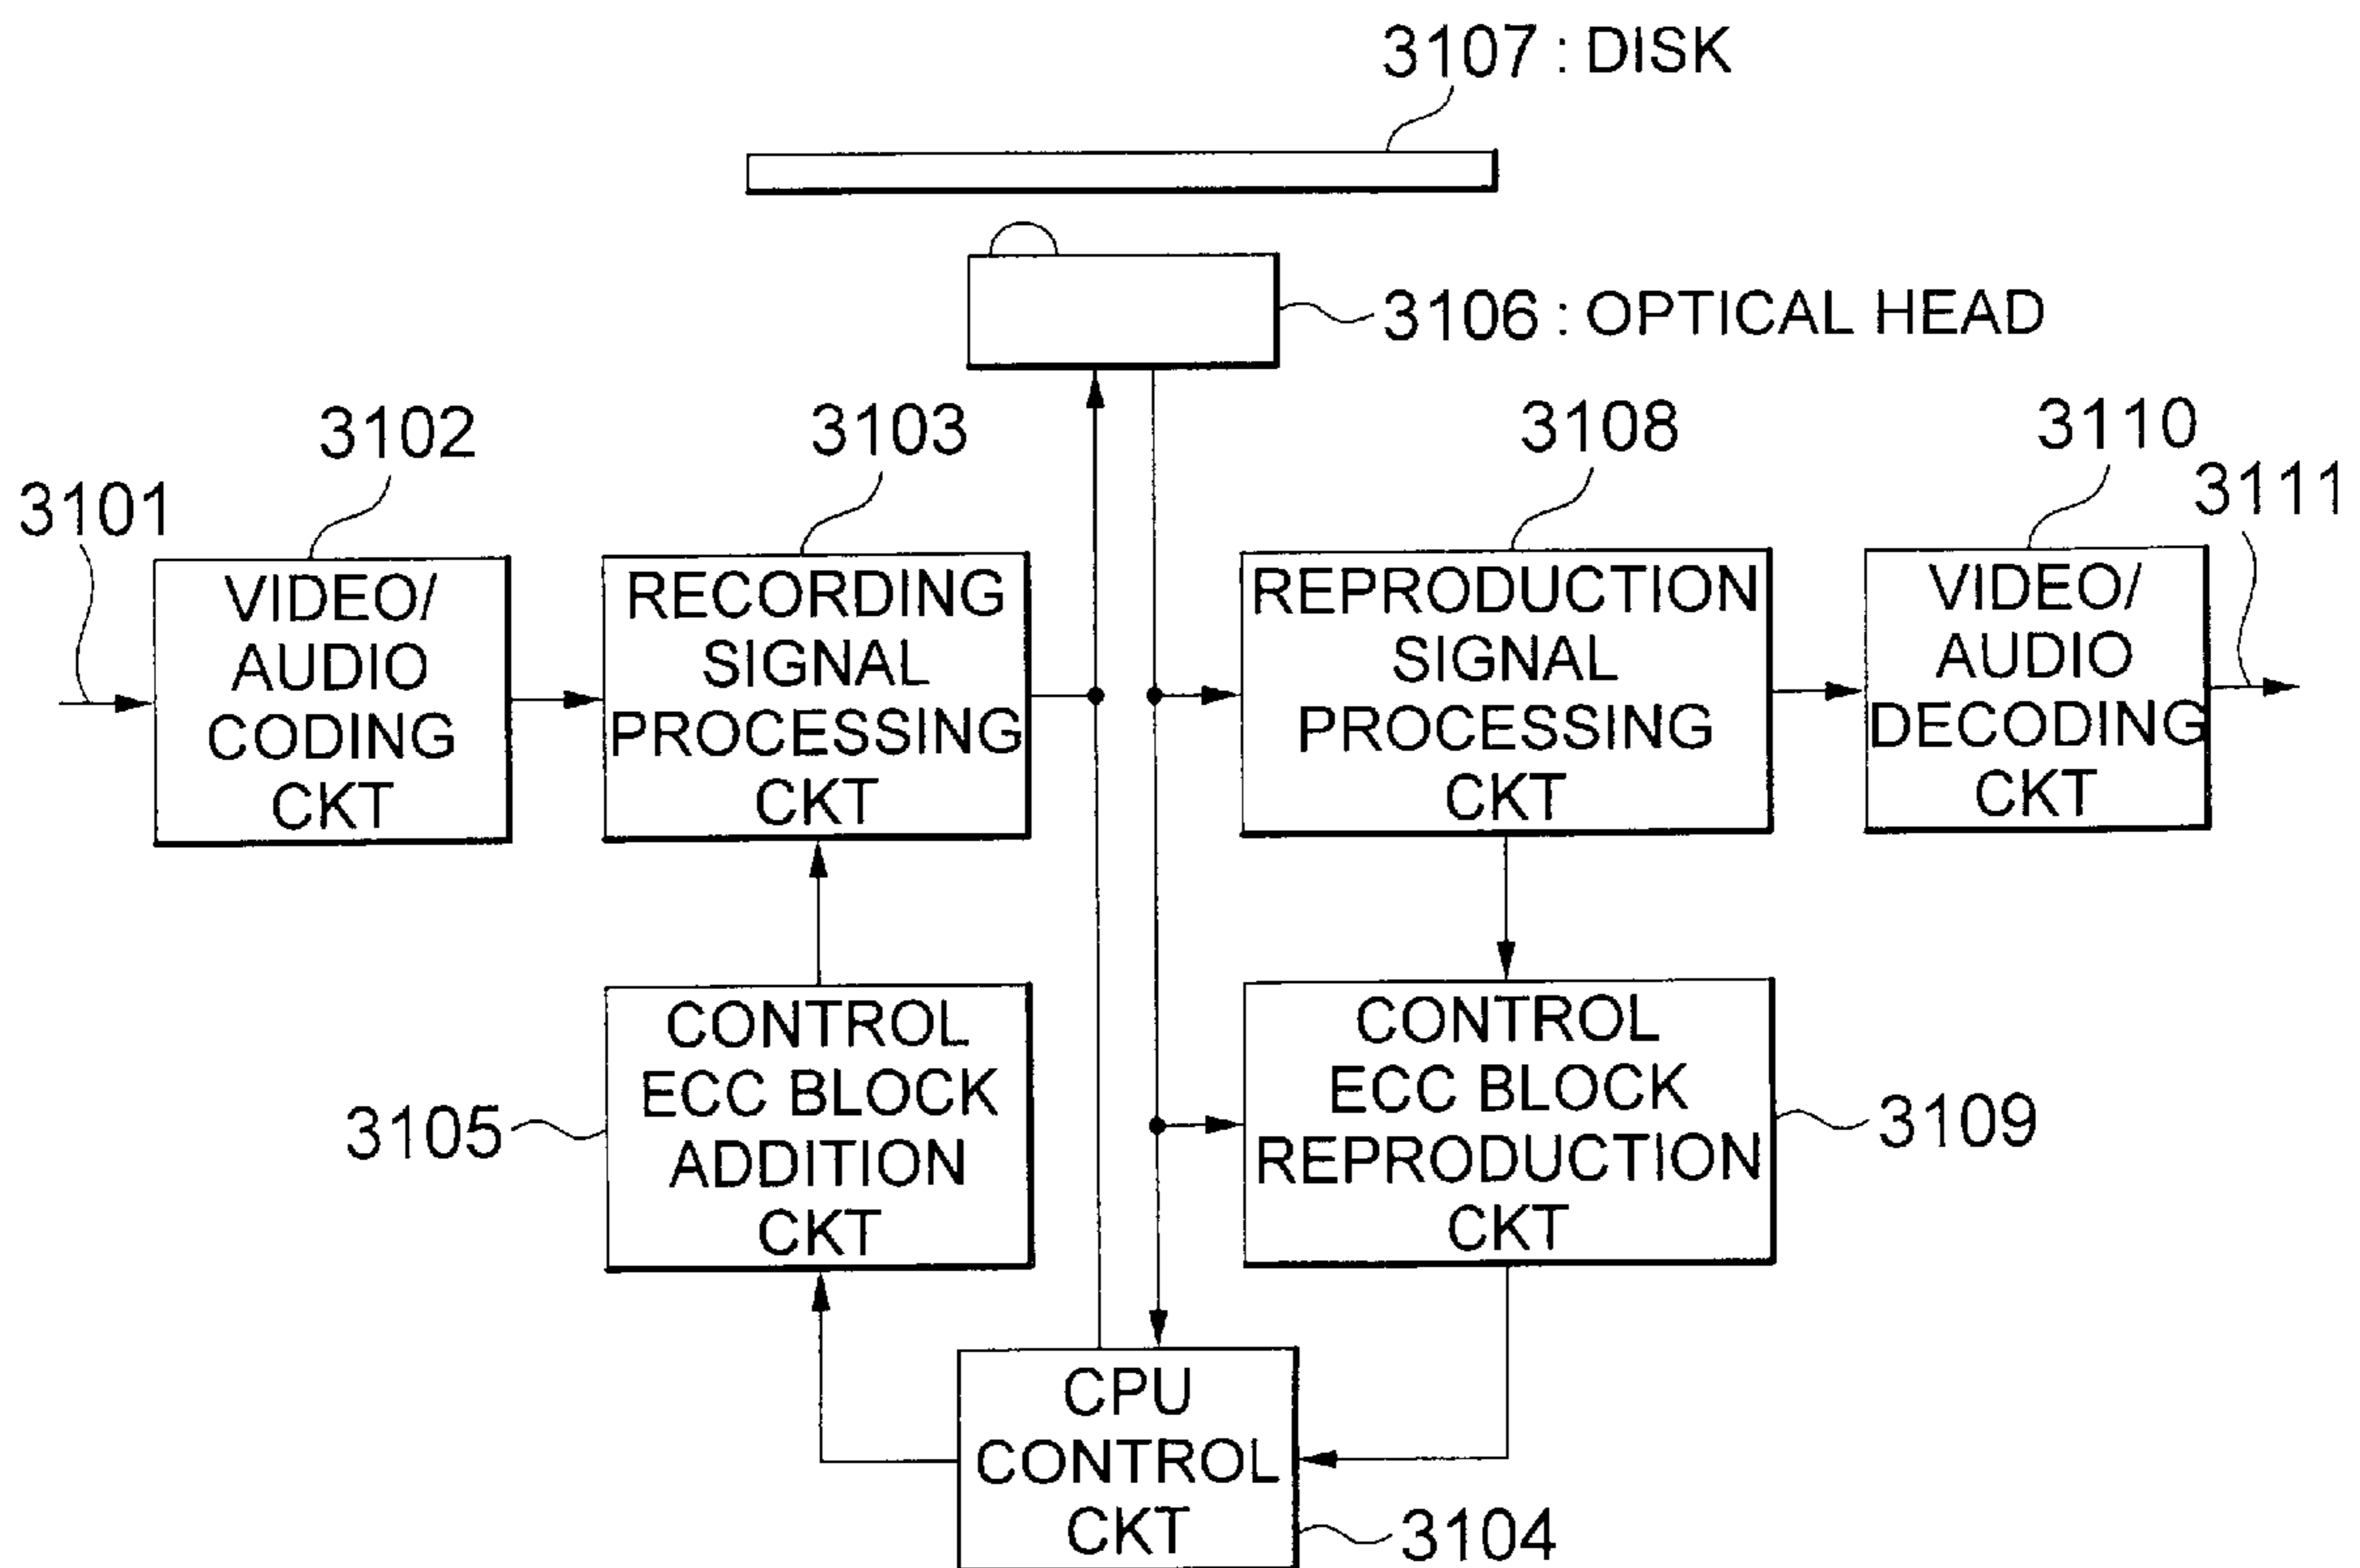 3107 : DISK
3106 : OPTICAL HEAD
3102
3103
3108
3110
3101
3111
VIDEO/
AUDIO
CODING
CKT
RECORDING
SIGNAL
PROCESSING
CKT
REPRODUCTION
SIGNAL
PROCESSING
CKT
VIDEO/
AUDIO
DECODING
CKT
CONTROL
ECC BLOCK
ADDITION
CKT
3105
CONTROL
ECC BLOCK
REPRODUCTION
CKT
3109
CPU
CONTROL
CKT
3104